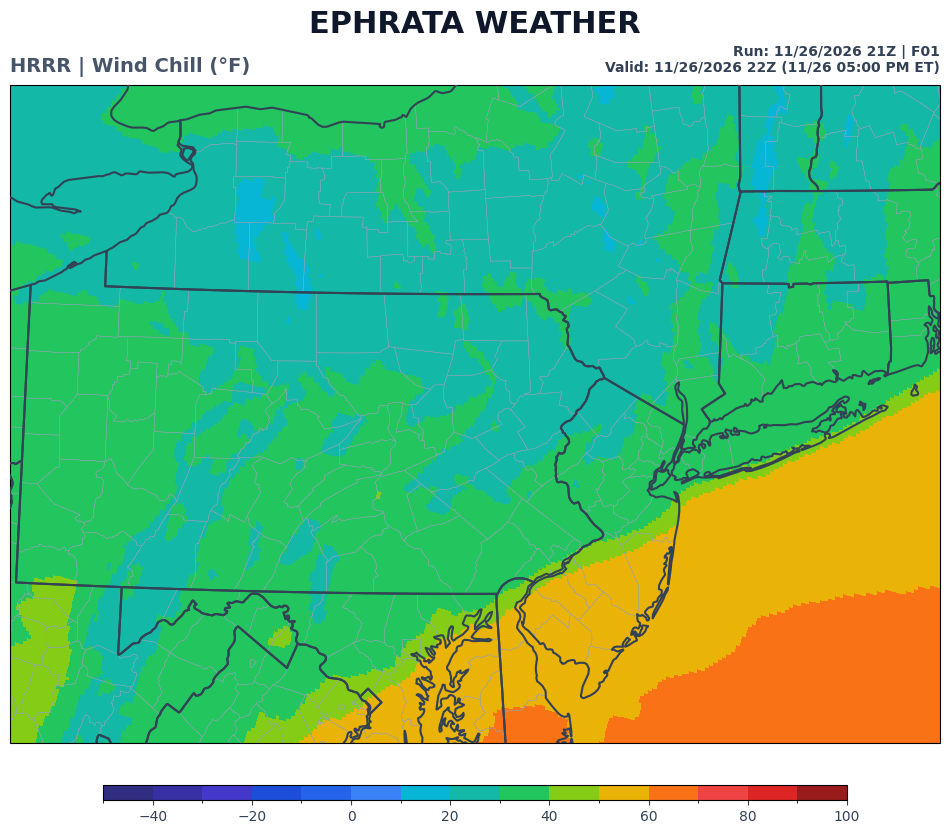 EPHRATA WEATHER
HRRR | Wind Chill (°F)
Run: 11/26/2026 21Z | F01
Valid: 11/26/2026 22Z (11/26 05:00 PM ET)
−40 −20 0 20 40 60 80 100